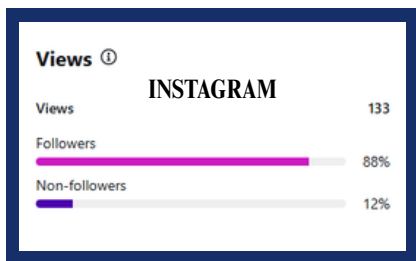 Views ⓘ
INSTAGRAM
Views 133
Followers
88%
Non-followers
12%